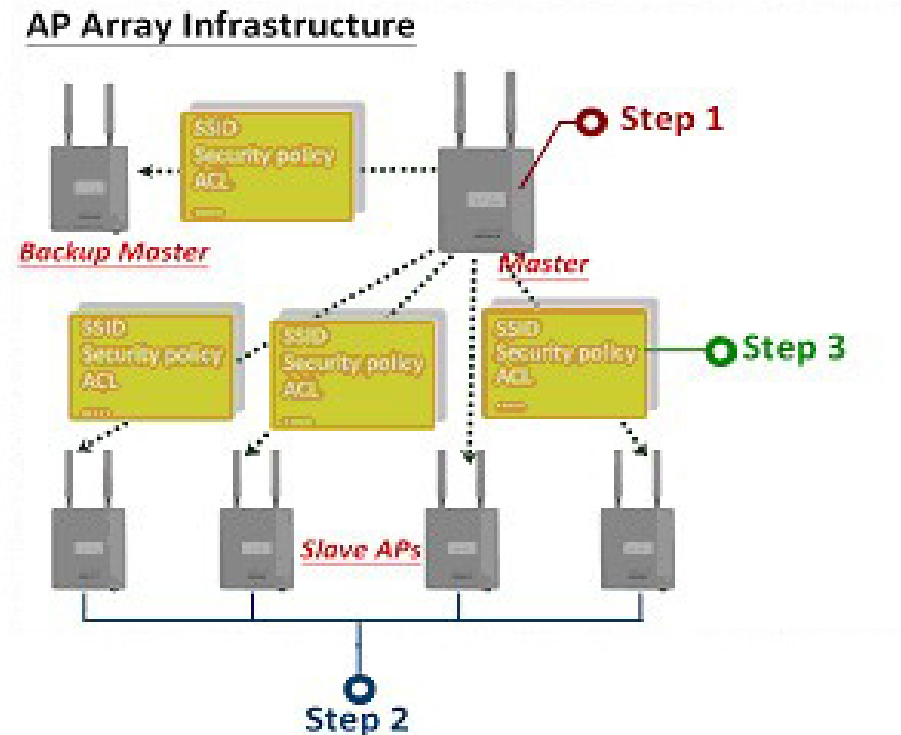 AP Array Infrastructure
SSID
Security policy
ACL
.....
Step 1
Backup Master
Master
SSID
Security policy
ACL
.....
SSID
Security policy
ACL
.....
SSID
Security policy
ACL
.....
Step 3
Slave APs
Step 2